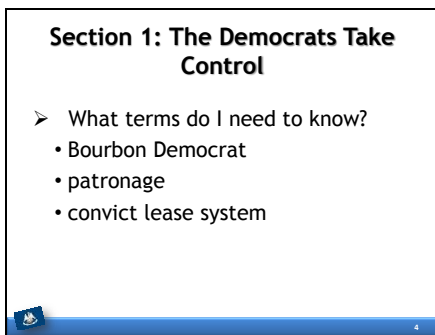 Section 1: The Democrats Take
Control
➢ What terms do I need to know?
• Bourbon Democrat
• patronage
• convict lease system
4